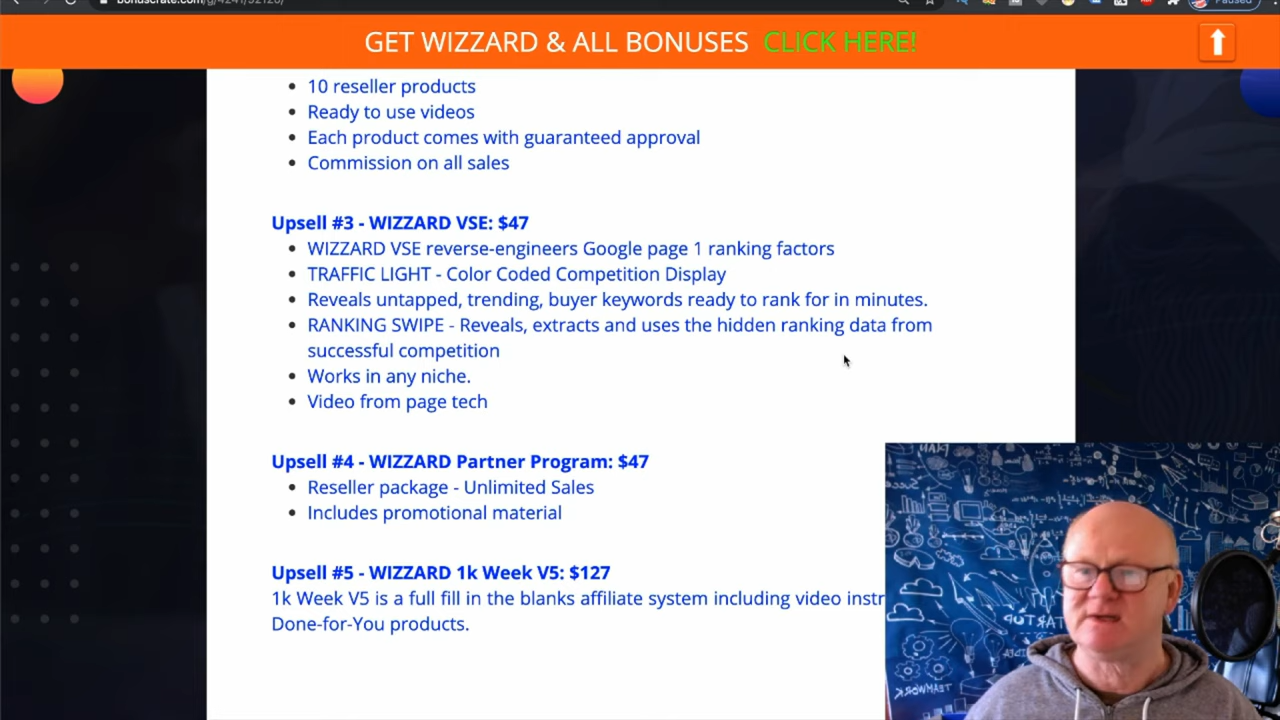 Paused
GET WIZZARD & ALL BONUSES CLICK HERE!
10 reseller products
Ready to use videos
Each product comes with guaranteed approval
Commission on all sales
Upsell #3 - WIZZARD VSE: $47
WIZZARD VSE reverse-engineers Google page 1 ranking factors
TRAFFIC LIGHT - Color Coded Competition Display
Reveals untapped, trending, buyer keywords ready to rank for in minutes.
RANKING SWIPE - Reveals, extracts and uses the hidden ranking data from
successful competition
Works in any niche.
Video from page tech
Upsell #4 - WIZZARD Partner Program: $47
Reseller package - Unlimited Sales
Includes promotional material
Upsell #5 - WIZZARD 1k Week V5: $127
1k Week V5 is a full fill in the blanks affiliate system including video instr
Done-for-You products.
START UP
TEAMWORK